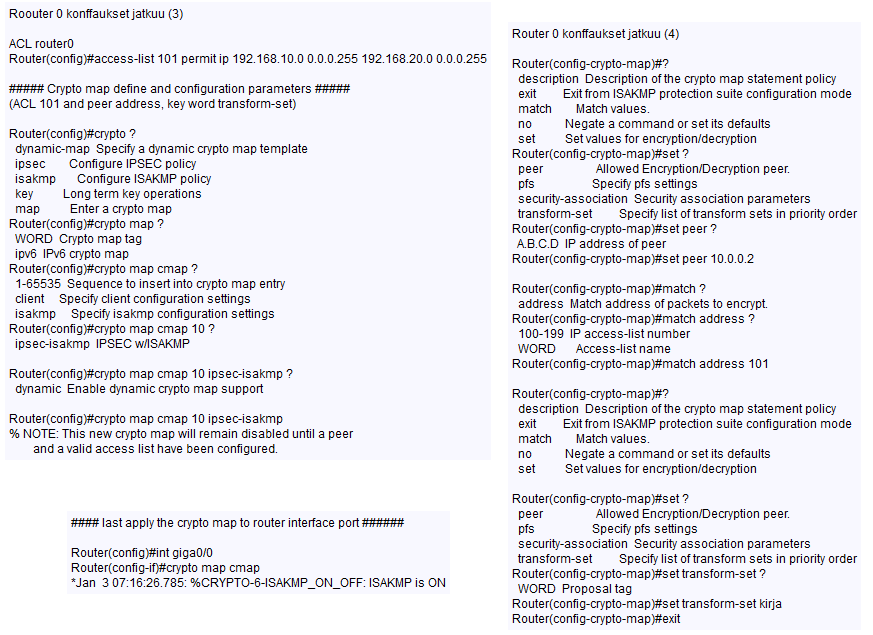 Roouter 0 konffaukset jatkuu (3)
ACL router0
Router(config)#access-list 101 permit ip 192.168.10.0 0.0.0.255 192.168.20.0 0.0.0.255
##### Crypto map define and configuration parameters #####
(ACL 101 and peer address, key word transform-set)
Router(config)#crypto ?
dynamic-map Specify a dynamic crypto map template
ipsec Configure IPSEC policy
isakmp Configure ISAKMP policy
key Long term key operations
map Enter a crypto map
Router(config)#crypto map ?
WORD Crypto map tag
ipv6 IPv6 crypto map
Router(config)#crypto map cmap ?
1-65535 Sequence to insert into crypto map entry
client Specify client configuration settings
isakmp Specify isakmp configuration settings
Router(config)#crypto map cmap 10 ?
ipsec-isakmp IPSEC w/ISAKMP
Router(config)#crypto map cmap 10 ipsec-isakmp ?
dynamic Enable dynamic crypto map support
Router(config)#crypto map cmap 10 ipsec-isakmp
% NOTE: This new crypto map will remain disabled until a peer
and a valid access list have been configured.
#### last apply the crypto map to router interface port ######
Router(config)#int giga0/0
Router(config-if)#crypto map cmap
*Jan 3 07:16:26.785: %CRYPTO-6-ISAKMP_ON_OFF: ISAKMP is ON
Router 0 konffaukset jatkuu (4)
Router(config-crypto-map)#?
description Description of the crypto map statement policy
exit Exit from ISAKMP protection suite configuration mode
match Match values.
no Negate a command or set its defaults
set Set values for encryption/decryption
Router(config-crypto-map)#set ?
peer Allowed Encryption/Decryption peer.
pfs Specify pfs settings
security-association Security association parameters
transform-set Specify list of transform sets in priority order
Router(config-crypto-map)#set peer ?
A.B.C.D IP address of peer
Router(config-crypto-map)#set peer 10.0.0.2
Router(config-crypto-map)#match ?
address Match address of packets to encrypt.
Router(config-crypto-map)#match address ?
100-199 IP access-list number
WORD Access-list name
Router(config-crypto-map)#match address 101
Router(config-crypto-map)#?
description Description of the crypto map statement policy
exit Exit from ISAKMP protection suite configuration mode
match Match values.
no Negate a command or set its defaults
set Set values for encryption/decryption
Router(config-crypto-map)#set ?
peer Allowed Encryption/Decryption peer.
pfs Specify pfs settings
security-association Security association parameters
transform-set Specify list of transform sets in priority order
Router(config-crypto-map)#set transform-set ?
WORD Proposal tag
Router(config-crypto-map)#set transform-set kirja
Router(config-crypto-map)#exit